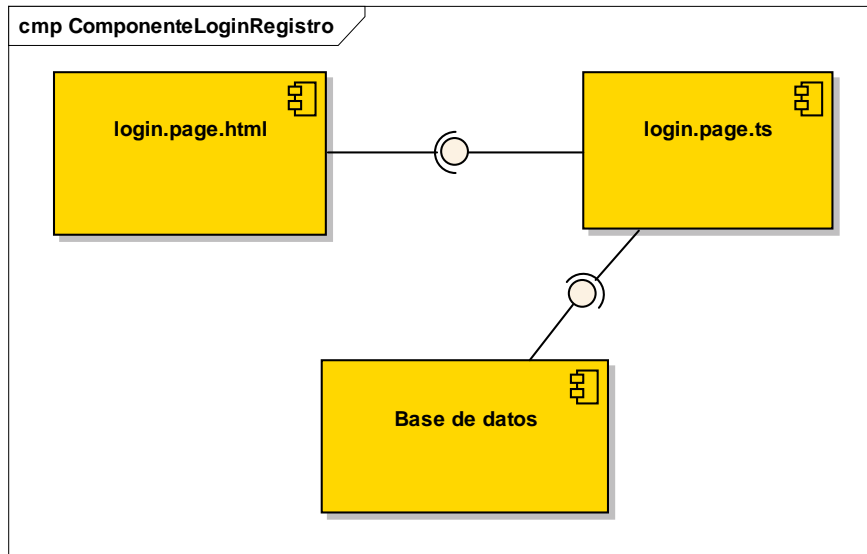 cmp ComponenteLoginRegistro
login.page.html
login.page.ts
Base de datos